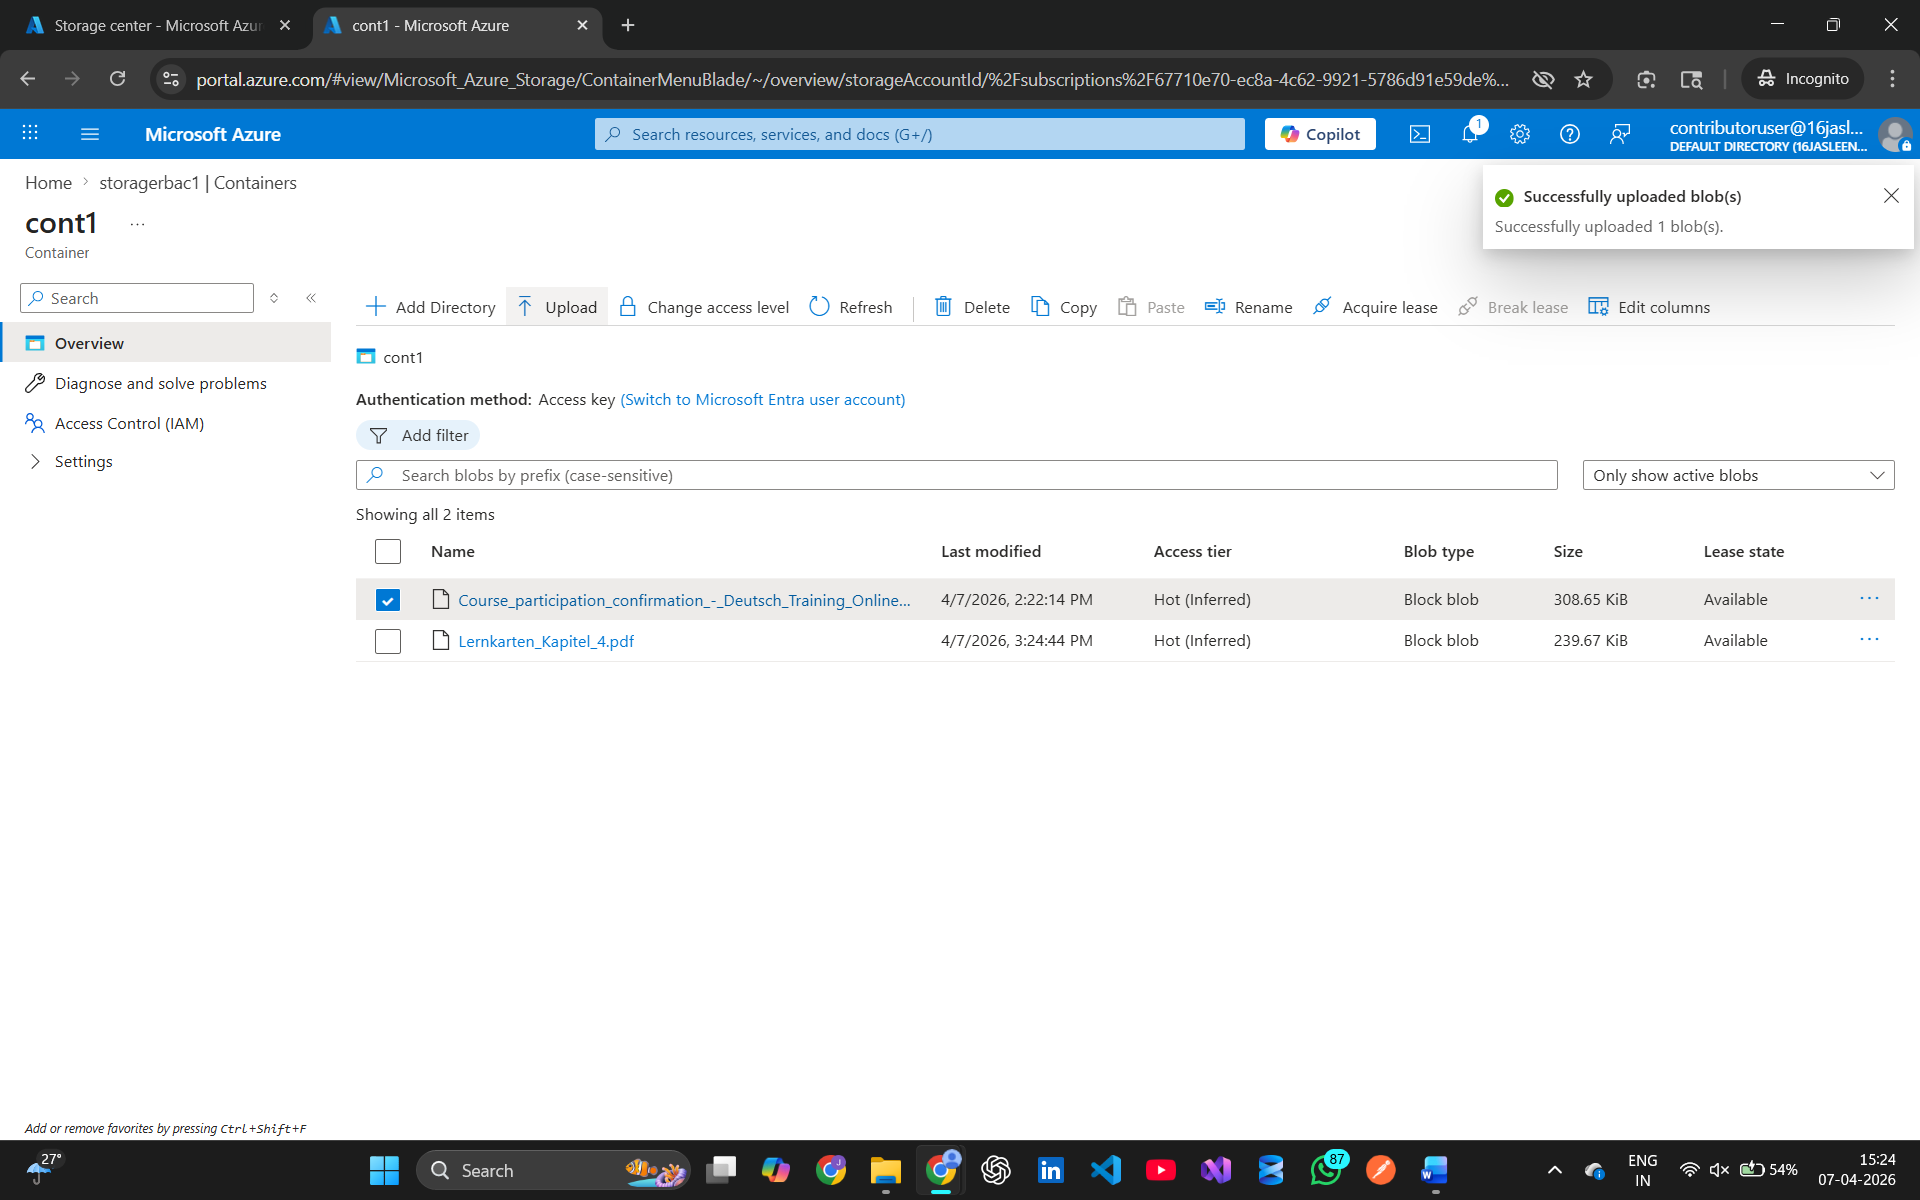 Storage center - Microsoft Azur
cont1 - Microsoft Azure
portal.azure.com/#view/Microsoft_Azure_Storage/ContainerMenuBlade/~/overview/storageAccountId/%2Fsubscriptions%2F67710e70-ec8a-4c62-9921-5786d91e59de%...
Incognito
Microsoft Azure
Search resources, services, and docs (G+/)
Copilot
1
contributoruser@16jasl...
DEFAULT DIRECTORY (16JASLEEN...
Home > storagerbac1 | Containers
Successfully uploaded blob(s)
Successfully uploaded 1 blob(s).
cont1 ...
Container
Search
Overview
Diagnose and solve problems
Access Control (IAM)
Settings
Add Directory Upload Change access level Refresh Delete Copy Paste Rename Acquire lease Break lease Edit columns
cont1
Authentication method: Access key (Switch to Microsoft Entra user account)
Add filter
Search blobs by prefix (case-sensitive)
Only show active blobs
Showing all 2 items
Name Last modified Access tier Blob type Size Lease state
Course_participation_confirmation_-_Deutsch_Training_Online... 4/7/2026, 2:22:14 PM Hot (Inferred) Block blob 308.65 KiB Available ...
Lernkarten_Kapitel_4.pdf 4/7/2026, 3:24:44 PM Hot (Inferred) Block blob 239.67 KiB Available ...
Add or remove favorites by pressing Ctrl+Shift+F
27°
Search
87
ENG
IN
54%
15:24
07-04-2026